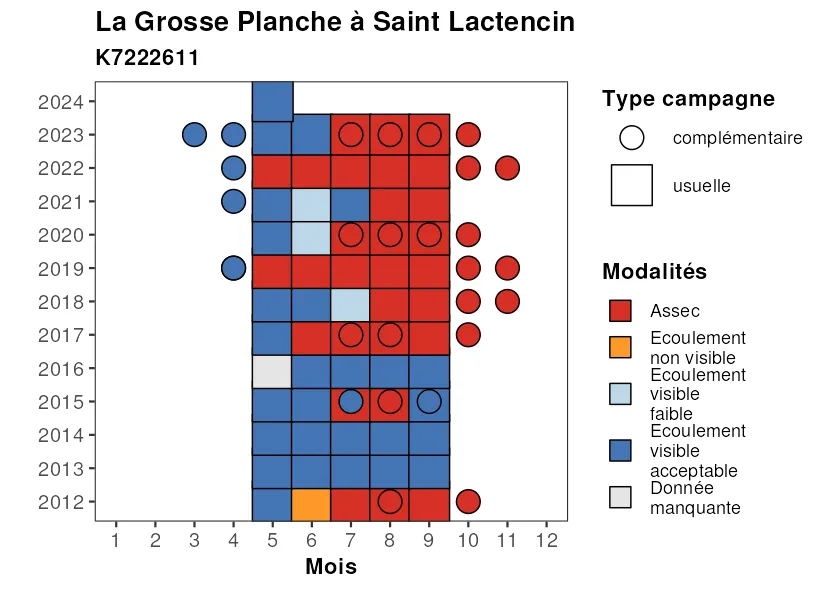 La Grosse Planche à Saint Lactencin
K7222611
2024
2023
2022
2021
2020
2019
2018
2017
2016
2015
2014
2013
2012
1 2 3 4 5 6 7 8 9 10 11 12
Mois
Type campagne
complémentaire
usuelle
Modalités
Assec
Ecoulement
non visible
Ecoulement
visible
faible
Ecoulement
visible
acceptable
Donnée
manquante